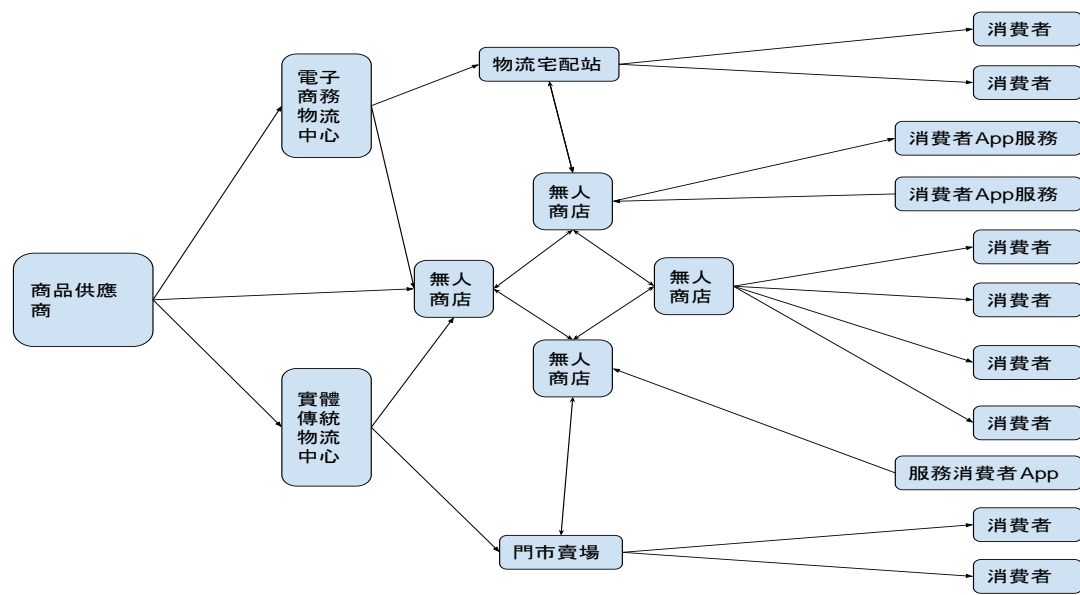 消費者
電子
商務
物流
中心
物流宅配站
消費者
消費者App服務
無人
商店
消費者App服務
消費者
商品供應
商
無人
商店
無人
商店
消費者
無人
商店
消費者
實體
傳統
物流
中心
消費者
服務消費者App
消費者
門市賣場
消費者